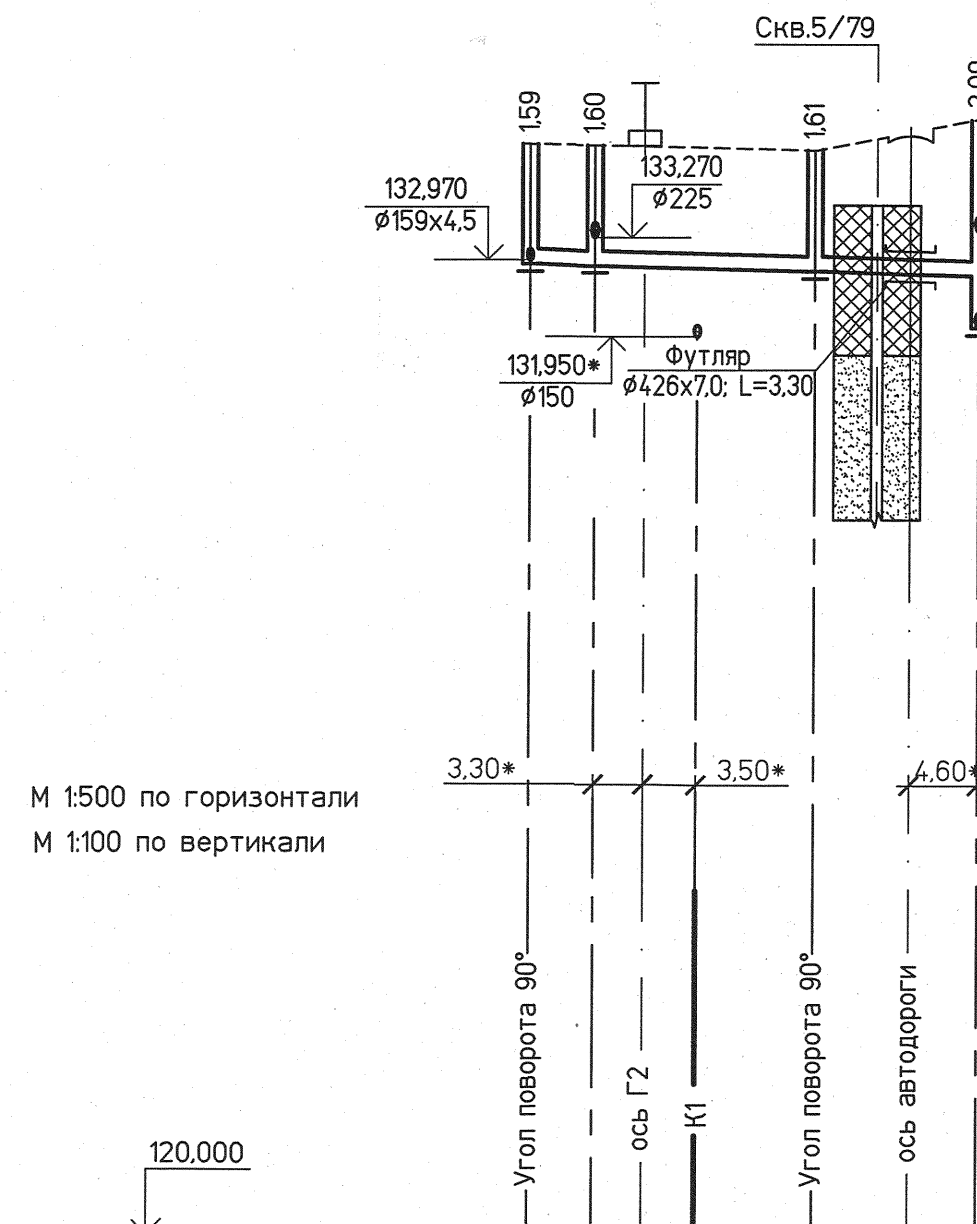 Скв.5/79
1,59
1,60
1,61
132,970
Ø159x4,5
133,270
Ø225
131,950*
Ø150
Футляр
Ø426x7,0; L=3,30
3,30*
3,50*
4,60*
М 1:500 по горизонтали
М 1:100 по вертикали
Угол поворота 90°
ось Г2
К1
Угол поворота 90°
ось автодороги
120,000